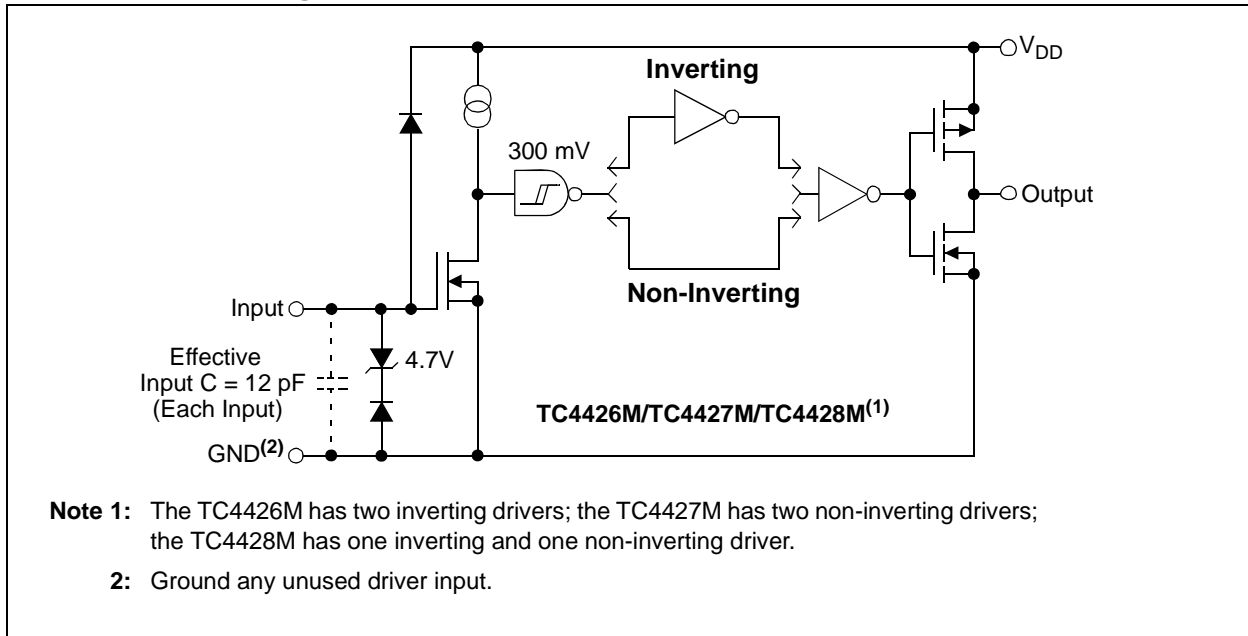 V_DD
Inverting
300 mV
Output
Non-Inverting
Input
4.7V
Effective
Input C = 12 pF
(Each Input)
TC4426M/TC4427M/TC4428M(1)
GND(2)
Note 1: The TC4426M has two inverting drivers; the TC4427M has two non-inverting drivers;
the TC4428M has one inverting and one non-inverting driver.
2: Ground any unused driver input.